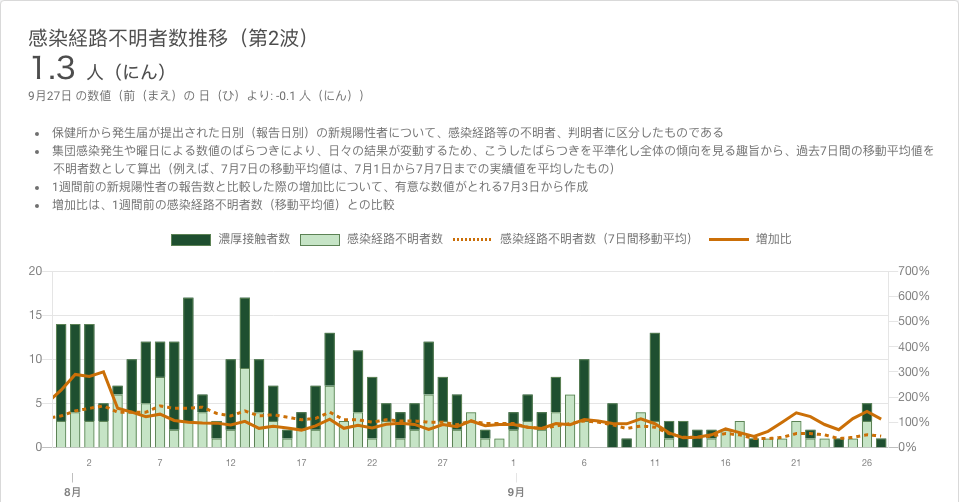 感染経路不明者数推移（第2波）
1.3 人（にん）
9月27日 の数値（前（まえ）の 日（ひ）より: -0.1 人（にん））
• 保健所から発生届が提出された日別（報告日別）の新規陽性者について、感染経路等の不明者、判明者に区分したものである
• 集団感染発生や曜日による数値のばらつきにより、日々の結果が変動するため、こうしたばらつきを平準化し全体の傾向を見る趣旨から、過去7日間の移動平均値を
不明者数として算出（例えば、7月7日の移動平均値は、7月1日から7月7日までの実績値を平均したもの）
• 1週間前の新規陽性者の報告数と比較した際の増加比について、有意な数値がとれる7月3日から作成
• 増加比は、1週間前の感染経路不明者数（移動平均値）との比較
濃厚接触者数 感染経路不明者数 感染経路不明者数（7日間移動平均） 増加比
20 700%
600%
15
500%
400%
10
300%
5 200%
100%
0 0%
2 7 12 17 22 27 1 6 11 16 21 26
8月 9月